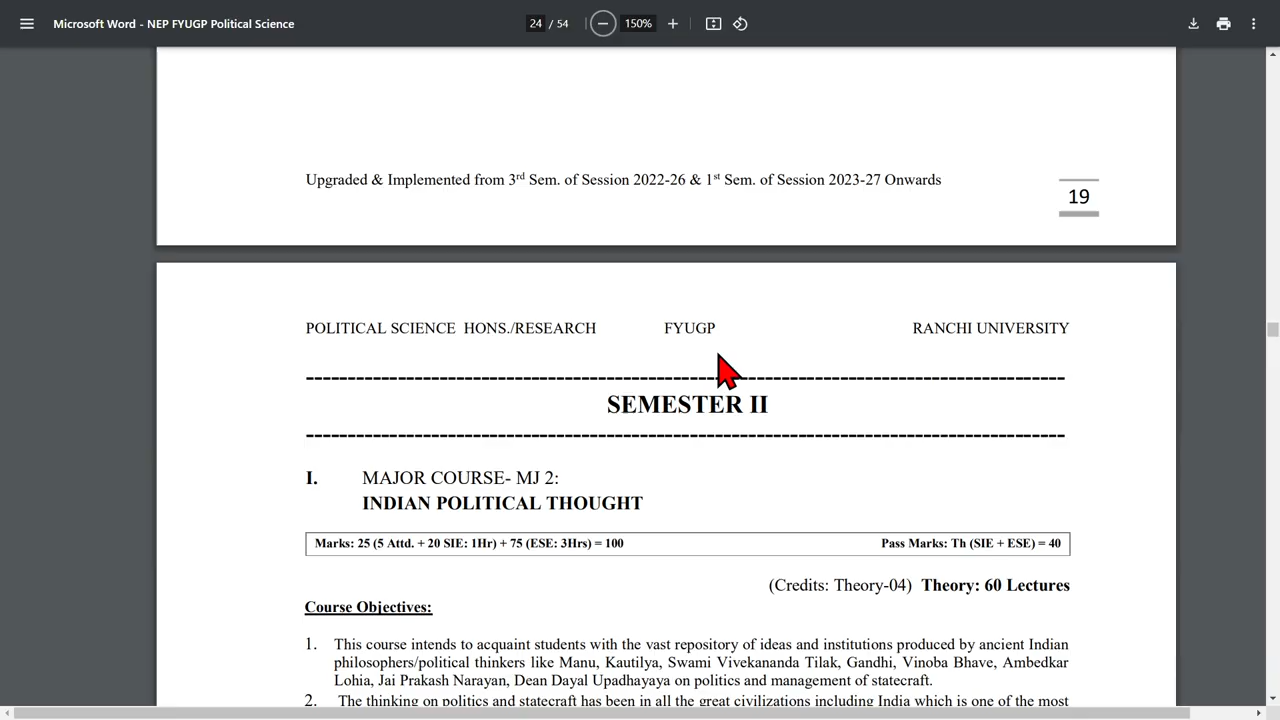 Microsoft Word - NEP FYUGP Political Science
24 / 54
150%
Upgraded & Implemented from 3rd Sem. of Session 2022-26 & 1st Sem. of Session 2023-27 Onwards
19
POLITICAL SCIENCE HONS./RESEARCH FYUGP RANCHI UNIVERSITY
SEMESTER II
I. MAJOR COURSE- MJ 2:
INDIAN POLITICAL THOUGHT
Marks: 25 (5 Attd. + 20 SIE: 1Hr) + 75 (ESE: 3Hrs) = 100 Pass Marks: Th (SIE + ESE) = 40
(Credits: Theory-04) Theory: 60 Lectures
Course Objectives:
1. This course intends to acquaint students with the vast repository of ideas and institutions produced by ancient Indian
philosophers/political thinkers like Manu, Kautilya, Swami Vivekananda Tilak, Gandhi, Vinoba Bhave, Ambedkar
Lohia, Jai Prakash Narayan, Dean Dayal Upadhayaya on politics and management of statecraft.
2. The thinking on politics and statecraft has been in all the great civilizations including India which is one of the most